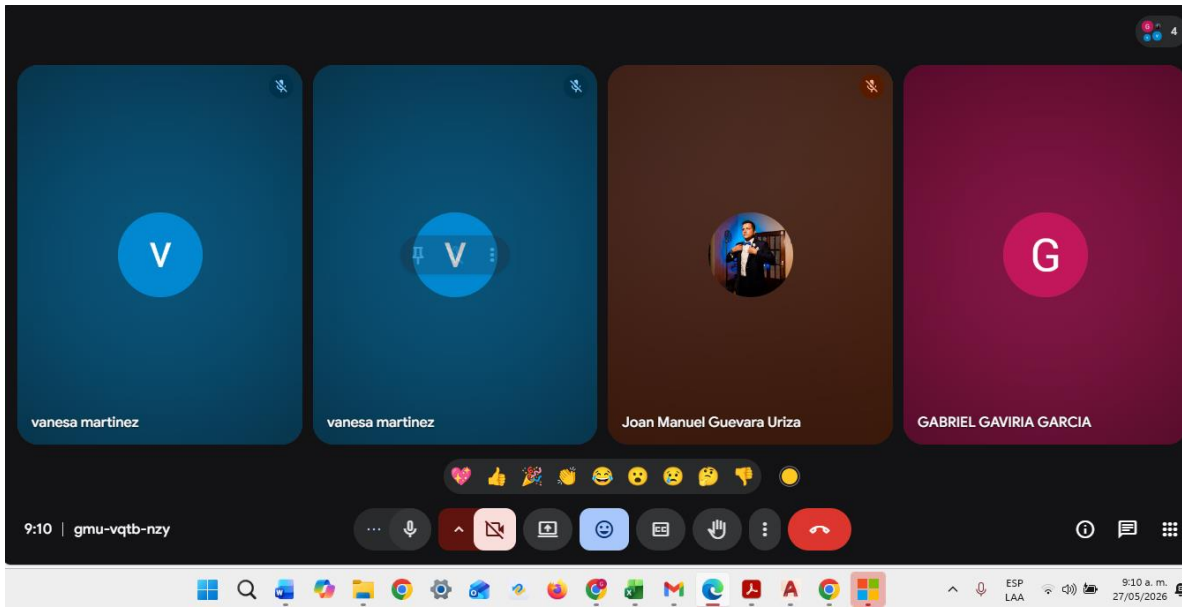 4
V
V
G
vanesa martinez
vanesa martinez
Joan Manuel Guevara Uriza
GABRIEL GAVIRIA GARCIA
9:10 | gmu-vqtb-nzy
CC
ESP
LAA
9:10 a. m.
27/05/2026